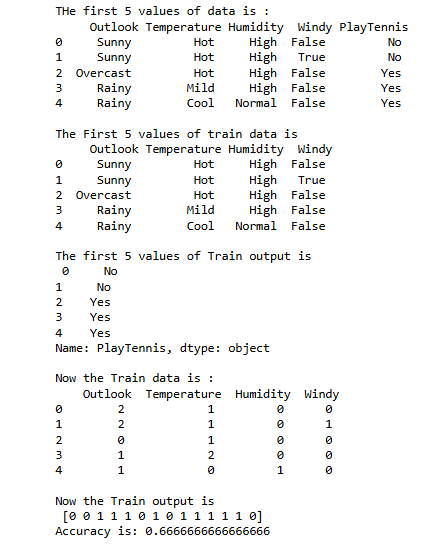 THe first 5 values of data is :
Outlook Temperature Humidity Windy PlayTennis
0 Sunny Hot High False No
1 Sunny Hot High True No
2 Overcast Hot High False Yes
3 Rainy Mild High False Yes
4 Rainy Cool Normal False Yes
The First 5 values of train data is
Outlook Temperature Humidity Windy
0 Sunny Hot High False
1 Sunny Hot High True
2 Overcast Hot High False
3 Rainy Mild High False
4 Rainy Cool Normal False
The first 5 values of Train output is
0 No
1 No
2 Yes
3 Yes
4 Yes
Name: PlayTennis, dtype: object
Now the Train data is :
Outlook Temperature Humidity Windy
0 2 1 0 0
1 2 1 0 1
2 0 1 0 0
3 1 2 0 0
4 1 0 1 0
Now the Train output is
[0 0 1 1 1 0 1 0 1 1 1 1 1 0]
Accuracy is: 0.6666666666666666